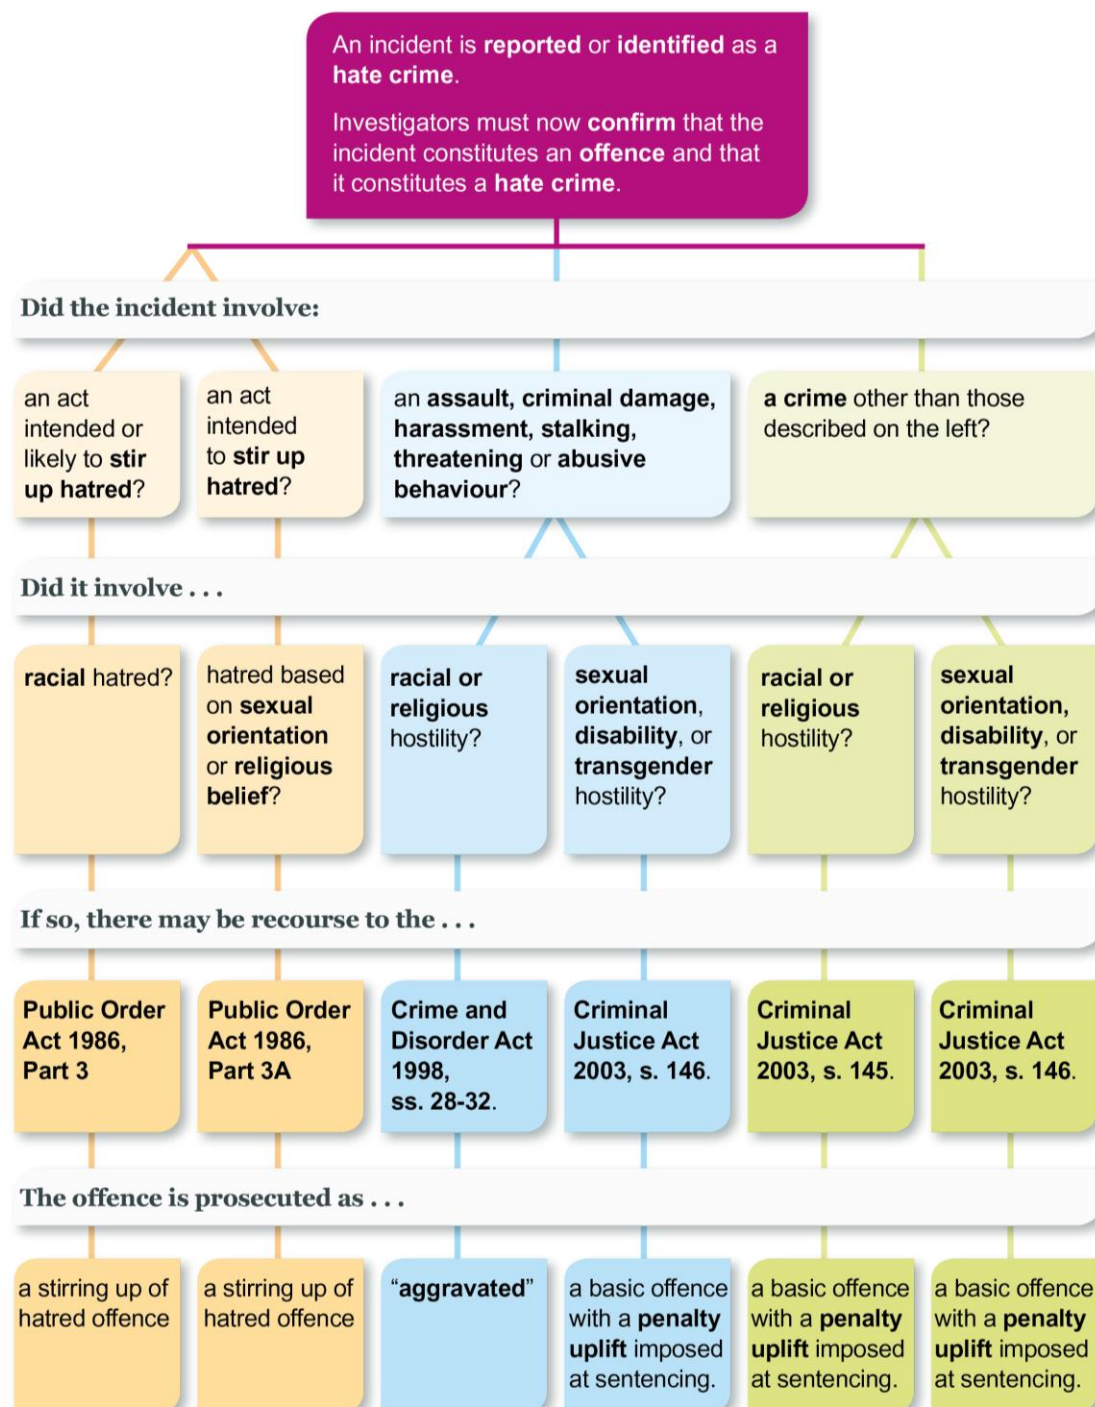 An incident is reported or identified as a
hate crime.
Investigators must now confirm that the
incident constitutes an offence and that
it constitutes a hate crime.
Did the incident involve:
an act
intended or
likely to stir
up hatred?
an act
intended
to stir up
hatred?
an assault, criminal damage,
harassment, stalking,
threatening or abusive
behaviour?
a crime other than those
described on the left?
Did it involve . . .
racial hatred?
hatred based
on sexual
orientation
or religious
belief?
racial or
religious
hostility?
sexual
orientation,
disability, or
transgender
hostility?
racial or
religious
hostility?
sexual
orientation,
disability, or
transgender
hostility?
If so, there may be recourse to the . . .
Public Order
Act 1986,
Part 3
Public Order
Act 1986,
Part 3A
Crime and
Disorder Act
1998,
ss. 28-32.
Criminal
Justice Act
2003, s. 146.
Criminal
Justice Act
2003, s. 145.
Criminal
Justice Act
2003, s. 146.
The offence is prosecuted as . . .
a stirring up of
hatred offence
a stirring up of
hatred offence
“aggravated”
a basic offence
with a penalty
uplift imposed
at sentencing.
a basic offence
with a penalty
uplift imposed
at sentencing.
a basic offence
with a penalty
uplift imposed
at sentencing.